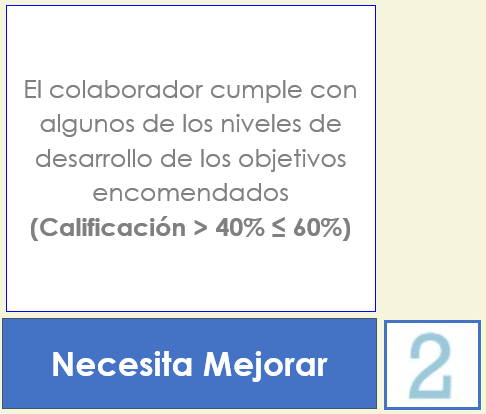 El colaborador cumple con
algunos de los niveles de
desarrollo de los objetivos
encomendados
(Calificación > 40% ≤ 60%)
Necesita Mejorar
2